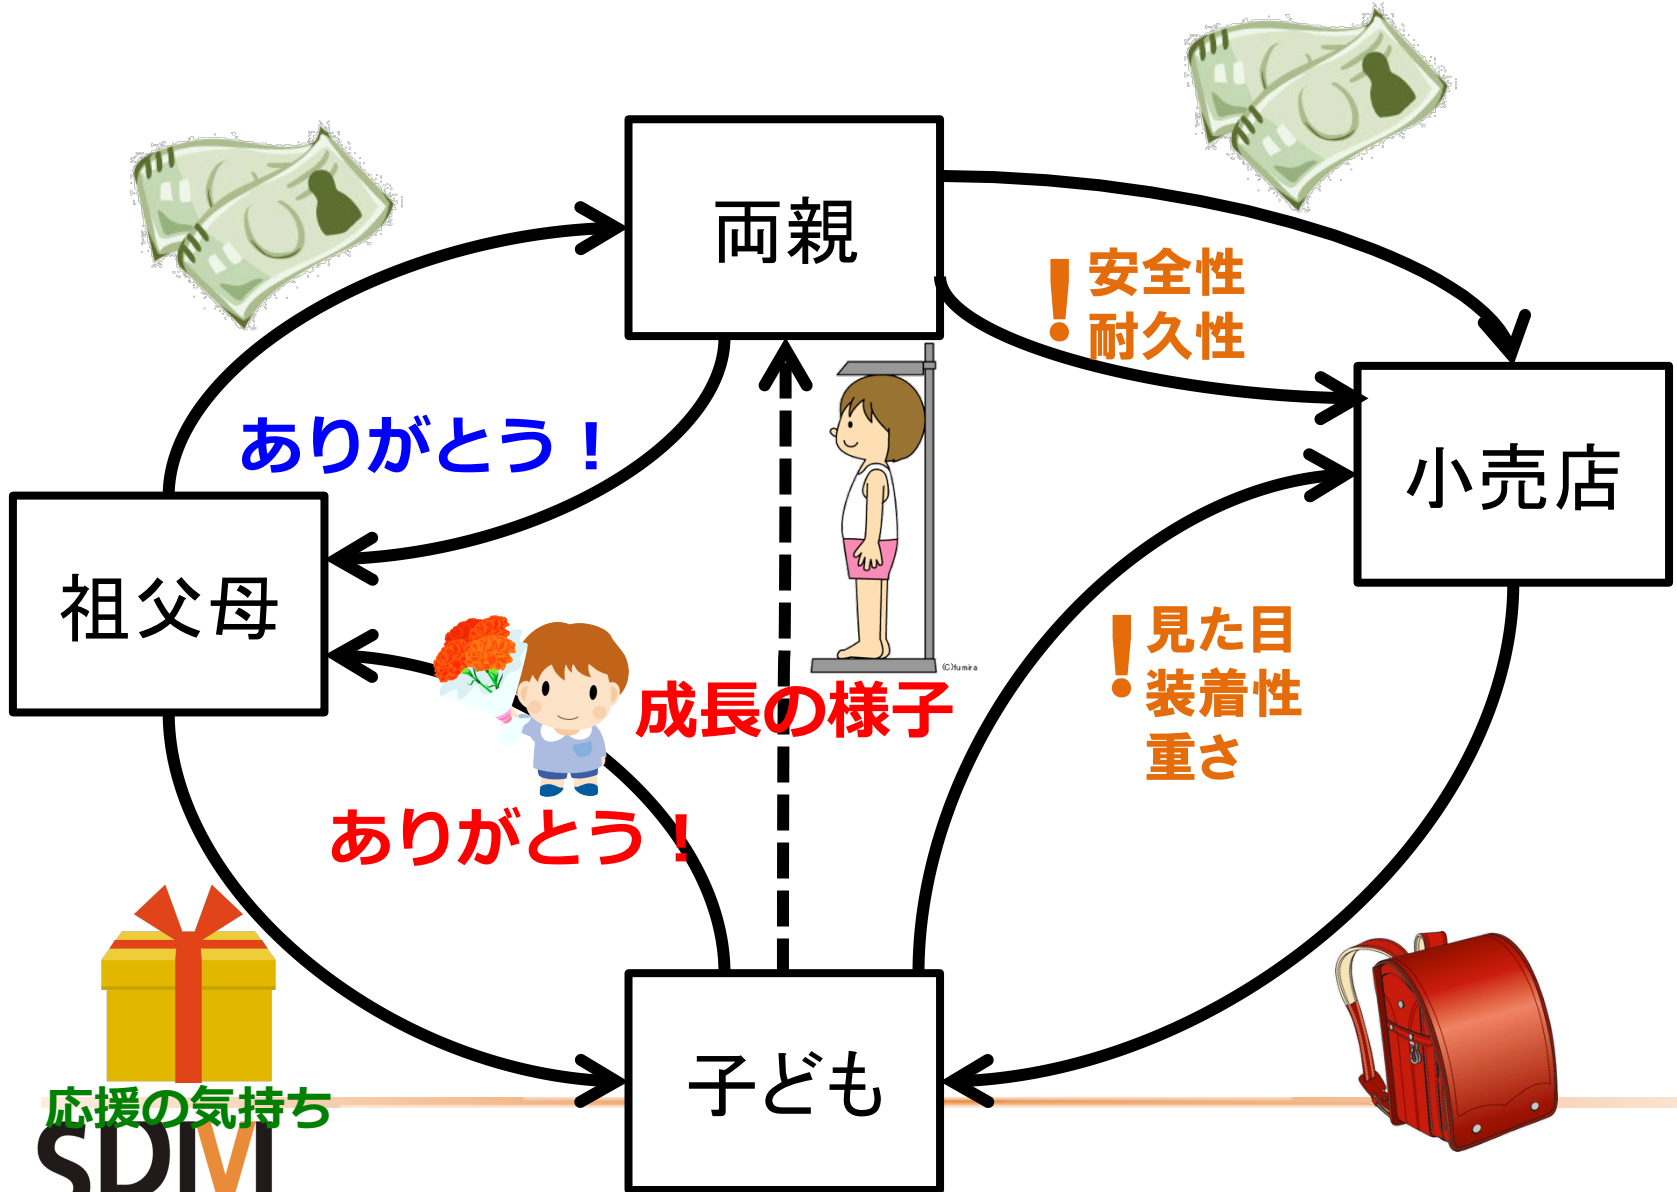 両親
！安全性
耐久性
ありがとう！
小売店
祖父母
！見た目
装着性
重さ
(C)fumira
成長の様子
ありがとう！
子ども
応援の気持ち
SDM